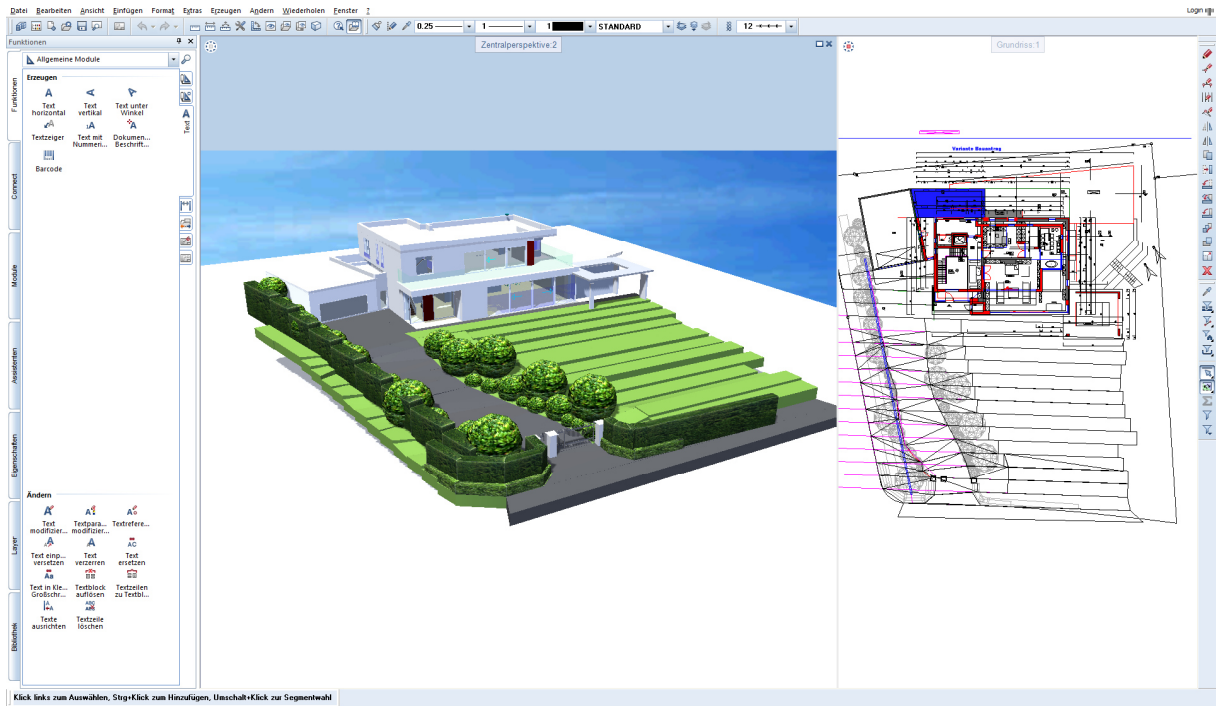 Datei Bearbeiten Ansicht Einfügen Format Extras Erzeugen Ändern Wiederholen Fenster ?
Login
0.25 1 1 STANDARD 12
Funktionen
Zentralperspektive:2
Grundriss:1
Allgemeine Module
Erzeugen
Text horizontal
Text vertikal
Text unter Winkel
Textzeiger
Text mit Nummeri...
Dokumen... Beschrift...
Barcode
Text
Funktionen
Connect
Module
Assistenten
Eigenschaften
Layer
Bibliothek
Variante Bauantrag
Ändern
Text modifizier...
Textpara... modifizier...
Textrefere...
Text einp... versetzen
Text verzerren
Text ersetzen
Text in Kle... Großschr...
Textblock auflösen
Textzeilen zu Textbl...
Texte ausrichten
Textzeile löschen
Klick links zum Auswählen, Strg+Klick zum Hinzufügen, Umschalt+Klick zur Segmentwahl